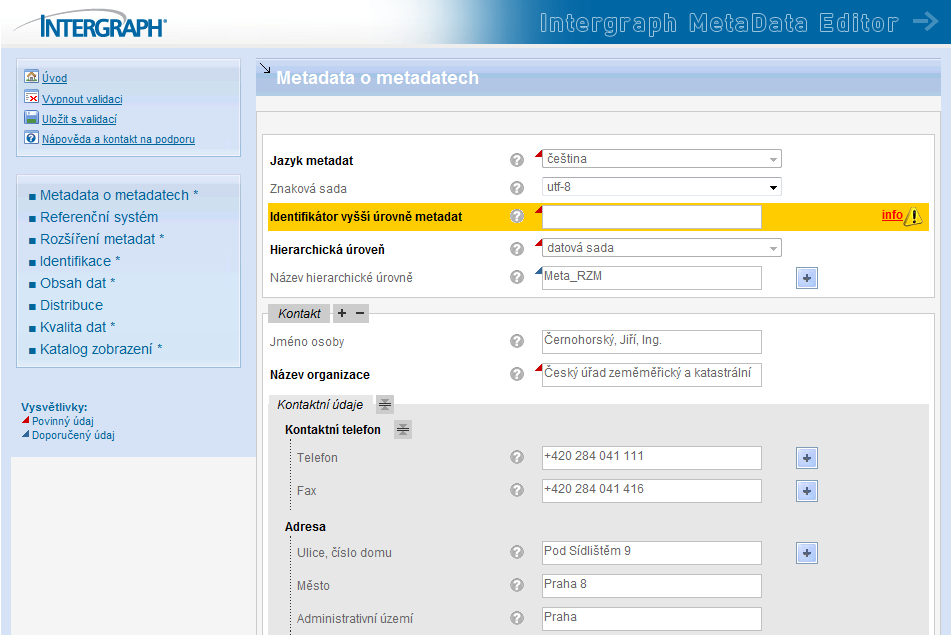 INTERGRAPH
Intergraph MetaData Editor
Úvod
Vypnout validaci
Uložit s validací
Nápověda a kontakt na podporu
Metadata o metadatech *
Referenční systém
Rozšíření metadat *
Identifikace *
Obsah dat *
Distribuce
Kvalita dat *
Katalog zobrazení *
Vysvětlivky:
Povinný údaj
Doporučený údaj
Metadata o metadatech
Jazyk metadat ? čeština
Znaková sada ? utf-8
Identifikátor vyšší úrovně metadat ? info
Hierarchická úroveň ? datová sada
Název hierarchické úrovně ? Meta_RZM +
Kontakt + −
Jméno osoby ? Černohorský, Jiří, Ing.
Název organizace ? Český úřad zeměměřický a katastrální
Kontaktní údaje
Kontaktní telefon
Telefon ? +420 284 041 111 +
Fax ? +420 284 041 416 +
Adresa
Ulice, číslo domu ? Pod Sídlištěm 9 +
Město ? Praha 8
Administrativní území ? Praha